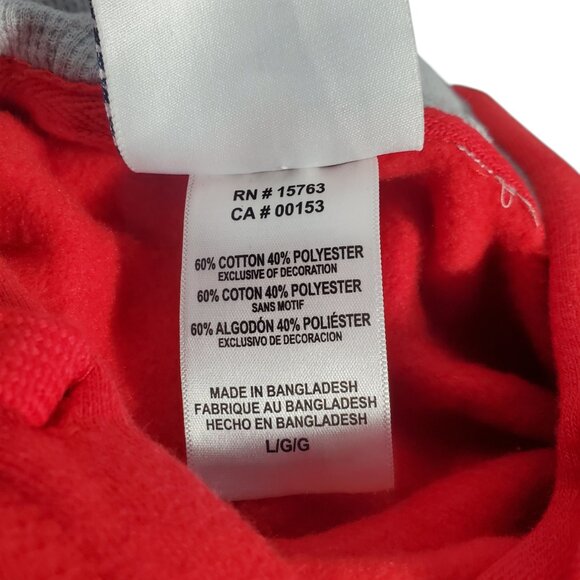 RN # 15763
CA # 00153
60% COTTON 40% POLYESTER
EXCLUSIVE OF DECORATION
60% COTON 40% POLYESTER
SANS MOTIF
60% ALGODÓN 40% POLIÉSTER
EXCLUSIVO DE DECORACION
MADE IN BANGLADESH
FABRIQUE AU BANGLADESH
HECHO EN BANGLADESH
L/G/G